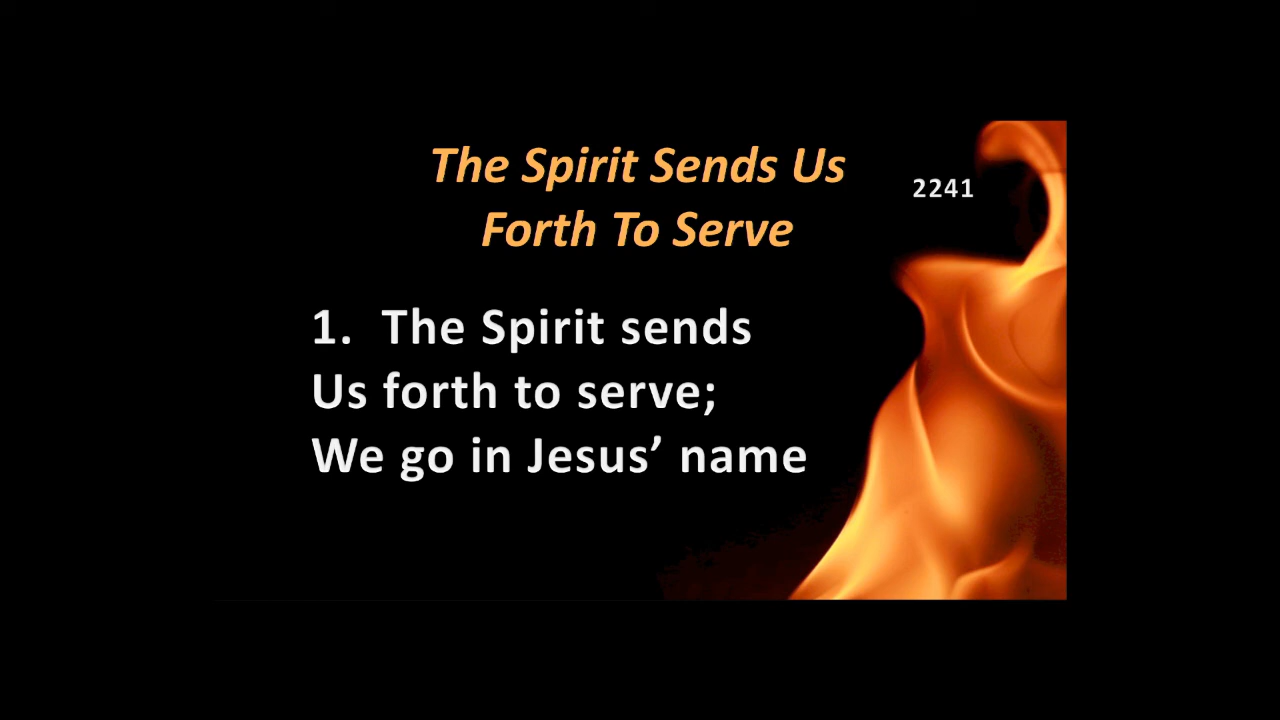 The Spirit Sends Us
Forth To Serve
2241
1. The Spirit sends
Us forth to serve;
We go in Jesus’ name